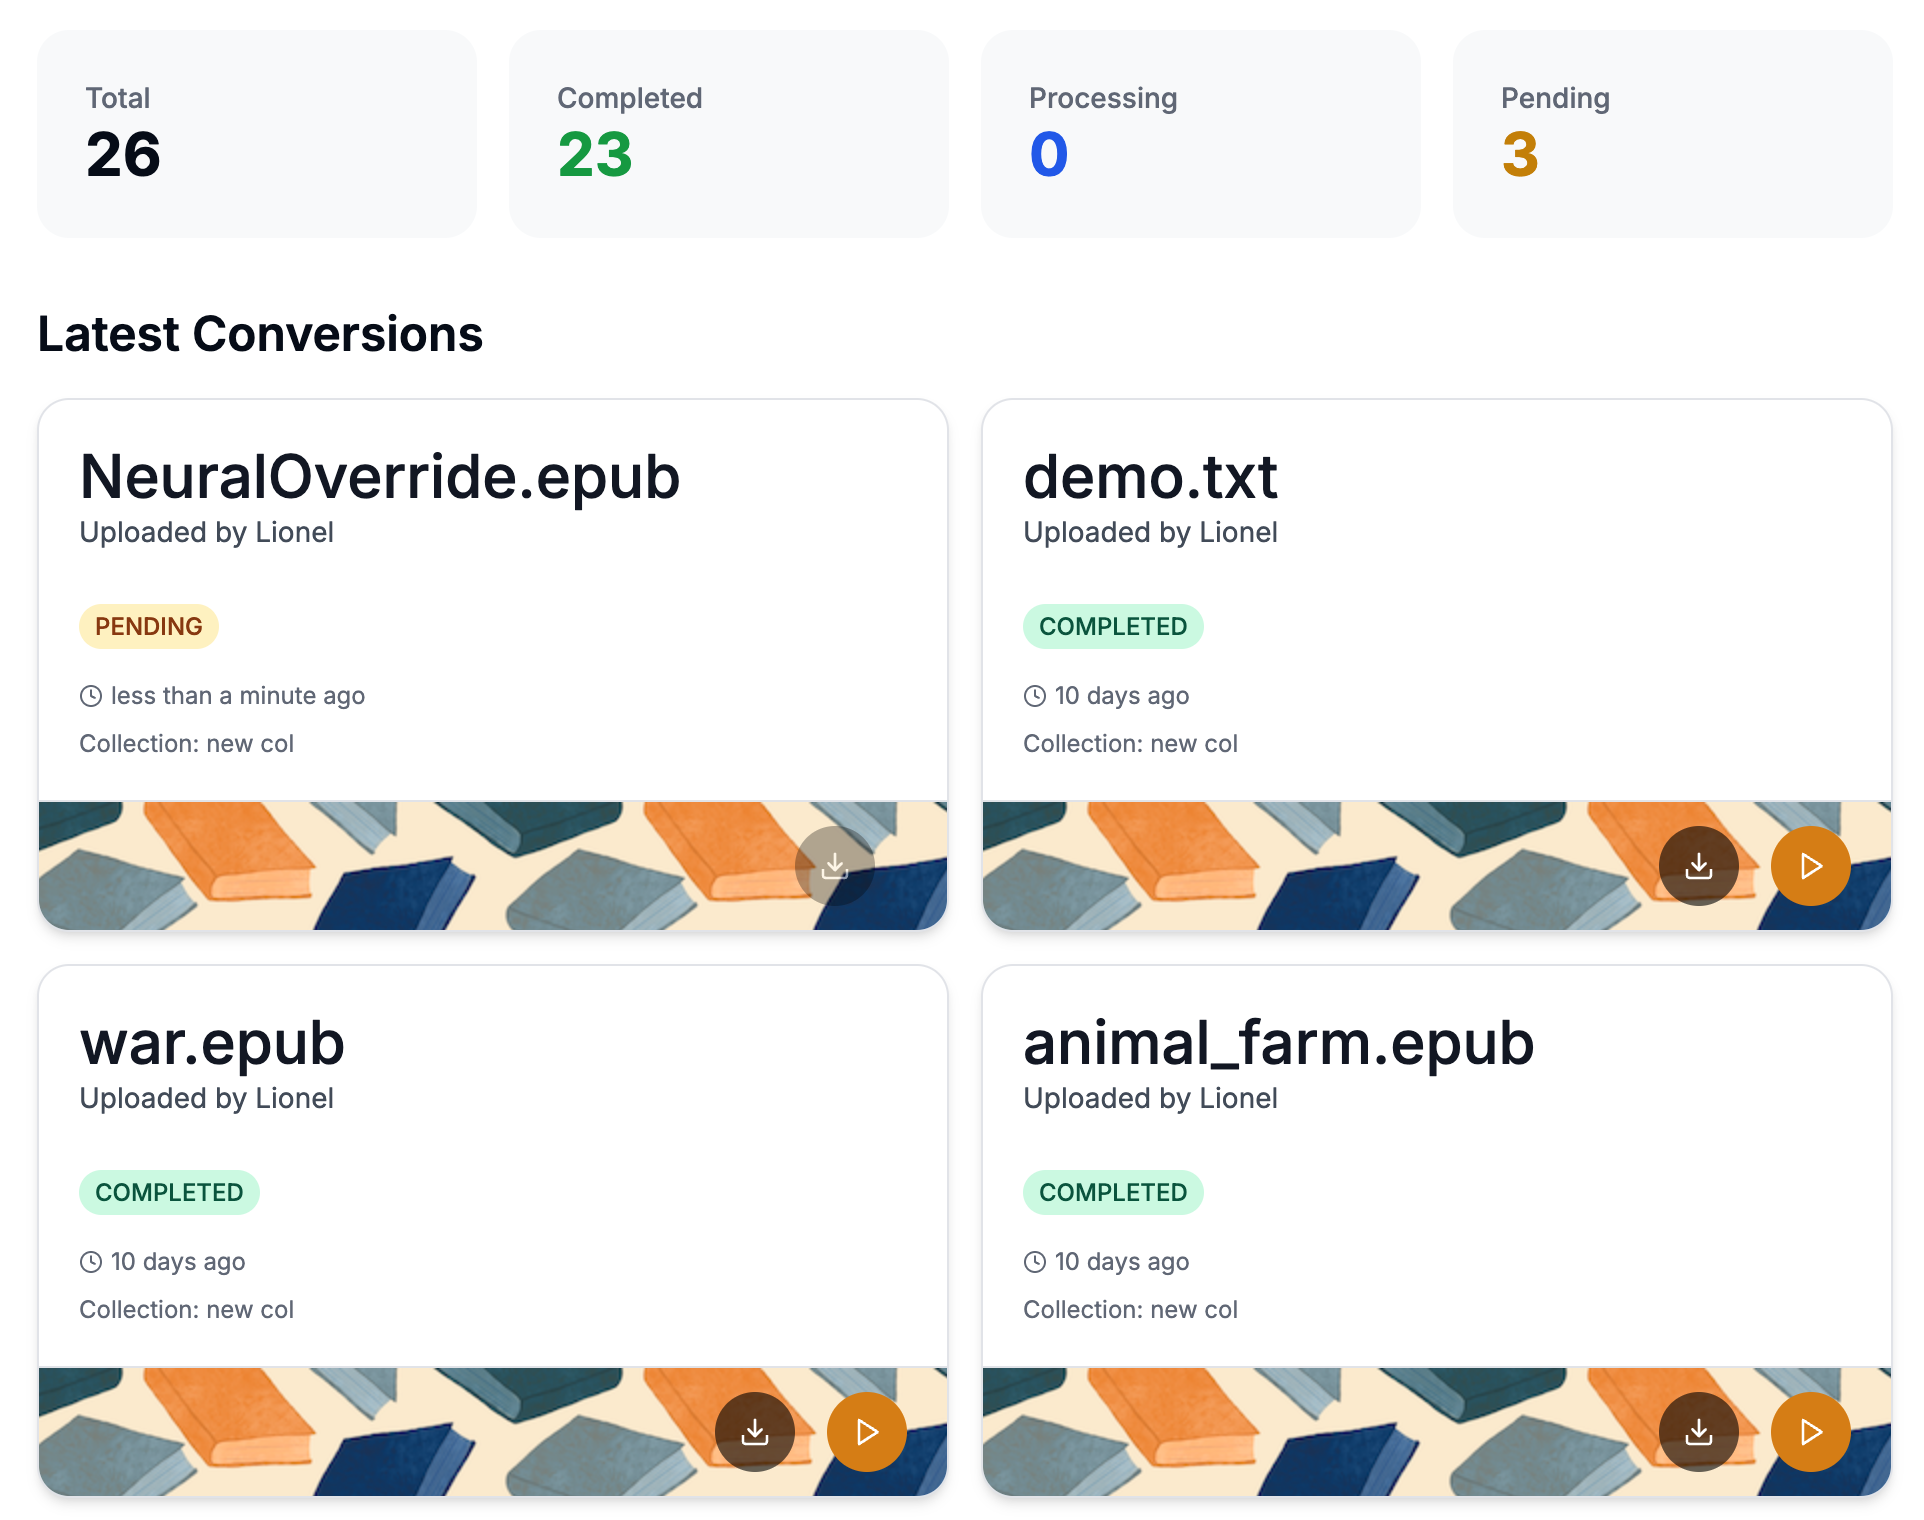 Total
26
Completed
23
Processing
0
Pending
3
Latest Conversions
NeuralOverride.epub
Uploaded by Lionel
PENDING
less than a minute ago
Collection: new col
demo.txt
Uploaded by Lionel
COMPLETED
10 days ago
Collection: new col
war.epub
Uploaded by Lionel
COMPLETED
10 days ago
Collection: new col
animal_farm.epub
Uploaded by Lionel
COMPLETED
10 days ago
Collection: new col